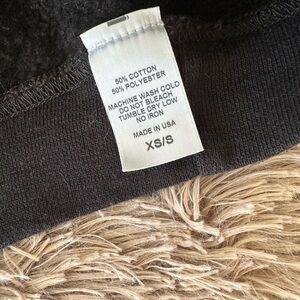 50% COTTON
50% POLYESTER
MACHINE WASH COLD
DO NOT BLEACH
TUMBLE DRY LOW
NO IRON
MADE IN USA
XS/S